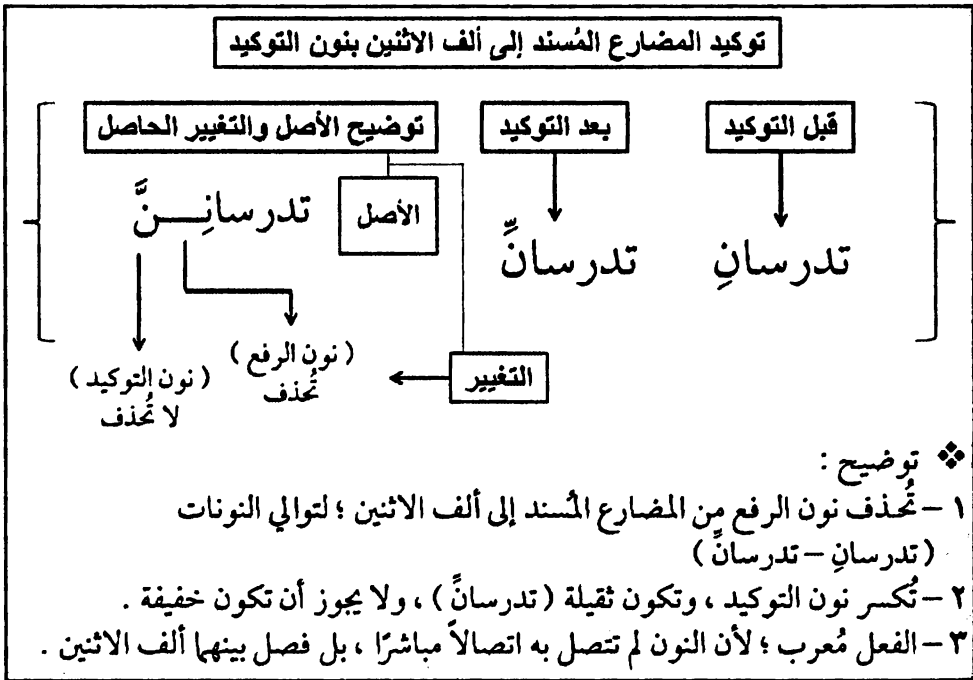 توكيد المضارع المُسند إلى ألف الاثنين بنون التوكيد
قبل التوكيد
بعد التوكيد
توضيح الأصل والتغيير الحاصل
تدرسانِ
تدرسانِّ
الأصل
تدرسانِـــنَّ
التغيير
( نون الرفع )
تُحذف
( نون التوكيد )
لا تُحذف
❖ توضيح :
١ – تُحذف نون الرفع من المضارع المُسند إلى ألف الاثنين ؛ لتوالي النونات
( تدرسانِ – تدرسانِّ )
٢ – تُكسر نون التوكيد ، وتكون ثقيلة ( تدرسانِّ ) ، ولا يجوز أن تكون خفيفة .
٣ – الفعل مُعرب ؛ لأن النون لم تتصل به اتصالاً مباشرًا ، بل فصل بينهما ألف الاثنين .